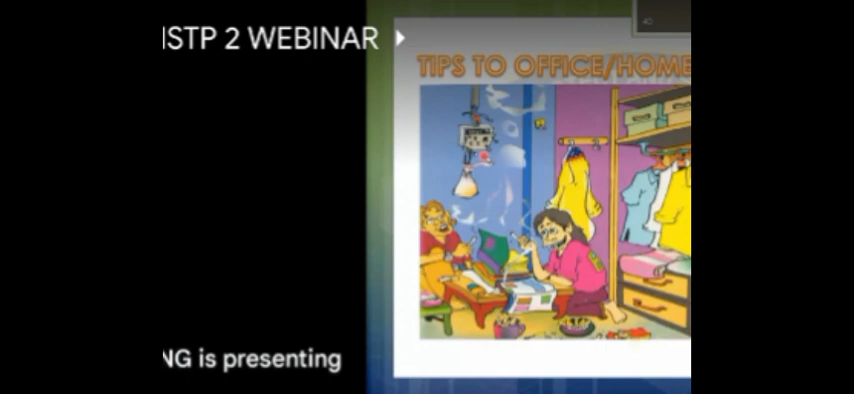 ISTP 2 WEBINAR
TIPS TO OFFICE/HOME
NG is presenting